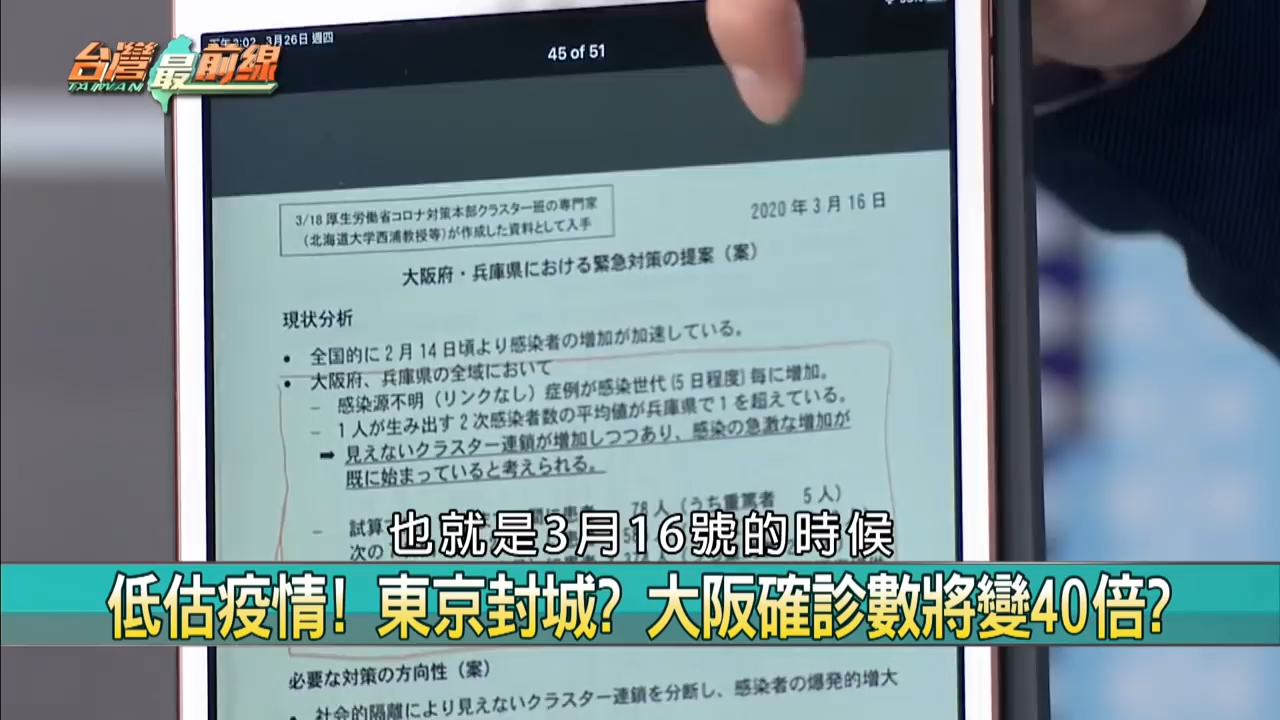 台灣最前線
TAIWAN
3月26日 週四
45 of 51
3/18 厚生労働省コロナ対策本部クラスター班の専門家
（北海道大学西浦教授等）が作成した資料として入手
2020年3月16日
大阪府・兵庫県における緊急対策の提案（案）
現状分析
• 全国的に2月14日頃より感染者の増加が加速している。
• 大阪府、兵庫県の全域において
– 感染源不明（リンクなし）症例が感染世代(5日程度)毎に増加。
– 1人が生み出す2次感染者数の平均値が兵庫県で1を超えている。
➡ 見えないクラスター連鎖が増加しつつあり、感染の急激な増加が
既に始まっていると考えられる。
– 試算 78人（うち重篤者 5人）
次の
也就是3月16號的時候
低估疫情! 東京封城? 大阪確診數將變40倍?
必要な対策の方向性（案）
• 社会的隔離により見えないクラスター連鎖を分断し、感染者の爆発的増大